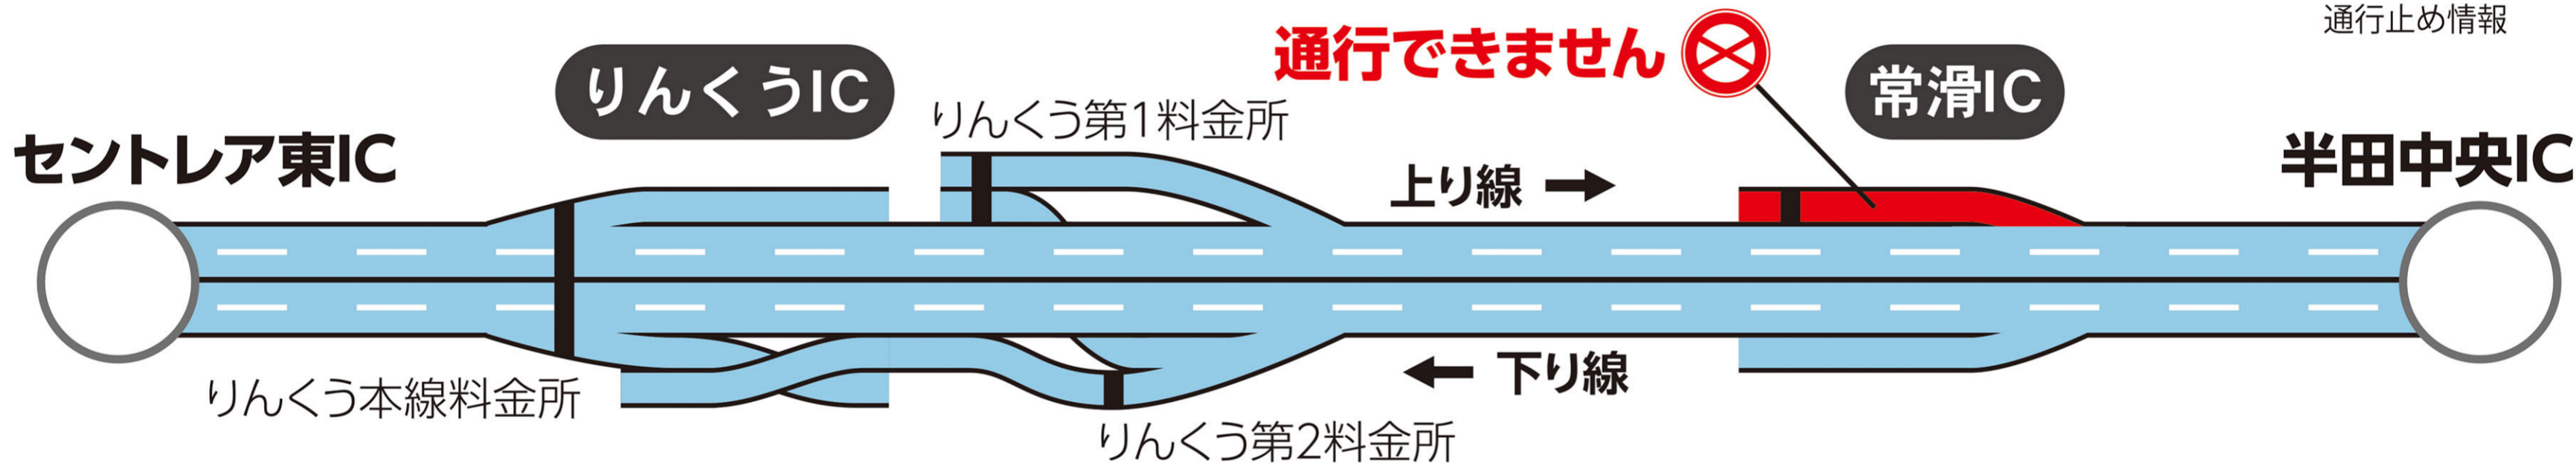 通行止め情報
通行できません
りんくうIC
常滑IC
りんくう第1料金所
セントレア東IC
半田中央IC
上り線 →
← 下り線
りんくう本線料金所
りんくう第2料金所